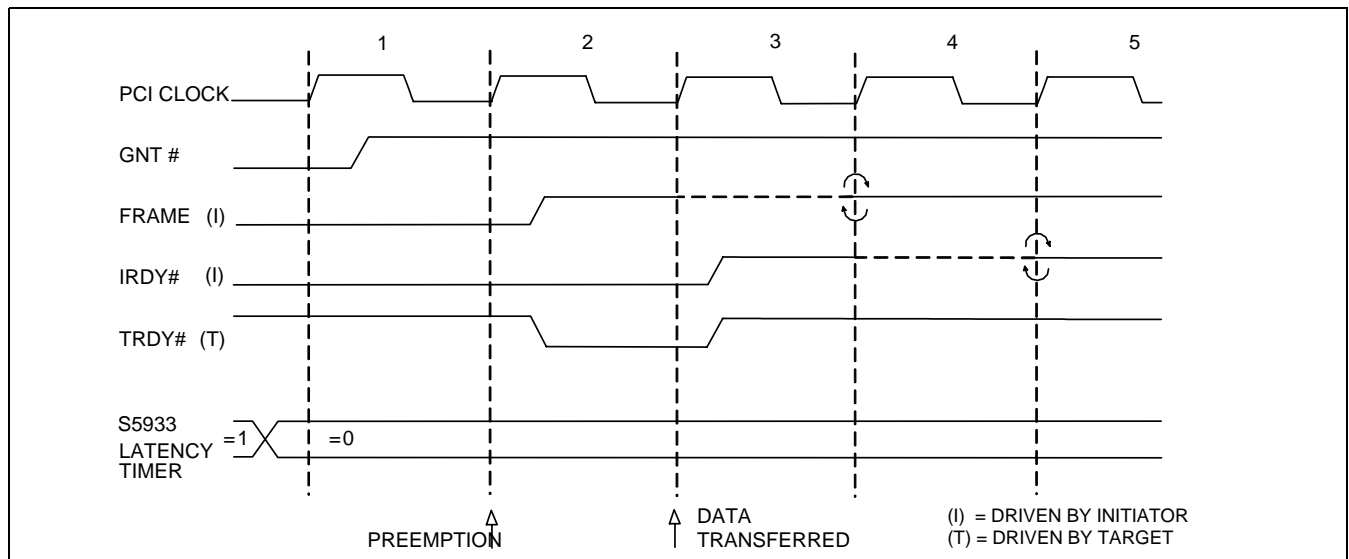 1 2 3 4 5
PCI CLOCK
GNT #
FRAME (I)
IRDY# (I)
TRDY# (T)
S5933
LATENCY
TIMER
=1 =0
PREEMPTION
DATA
TRANSFERRED
(I) = DRIVEN BY INITIATOR
(T) = DRIVEN BY TARGET